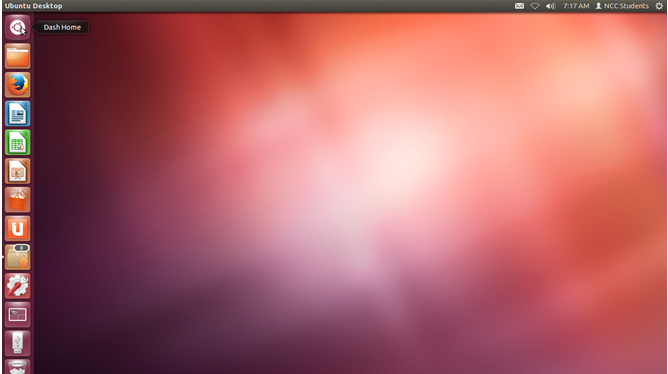 Ubuntu Desktop
7:17 AM
NCC Students
Dash Home